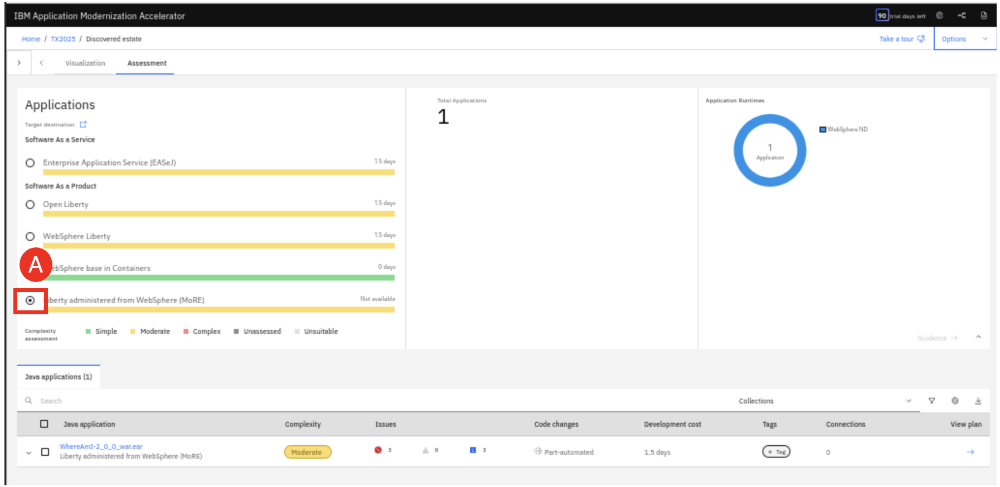 IBM Application Modernization Accelerator
90 trial days left
Home / TX2025 / Discovered estate
Take a tour
Options
Visualization
Assessment
Applications
Target destination
Software As a Service
Enterprise Application Service (EASeJ)
1.5 days
Software As a Product
Open Liberty
1.5 days
WebSphere Liberty
1.5 days
A
ebSphere base in Containers
0 days
iberty administered from WebSphere (MoRE)
Not available
Complexity
assessment
Simple
Moderate
Complex
Unassessed
Unsuitable
Total Applications
1
Application Runtimes
1
Application
WebSphere ND
Guidance
Java applications (1)
Search
Collections
Java application
Complexity
Issues
Code changes
Development cost
Tags
Connections
View plan
WhereAmI-2_0_0_war.ear
Liberty administered from WebSphere (MoRE)
Moderate
3
0
3
Part-automated
1.5 days
+ Tag
0